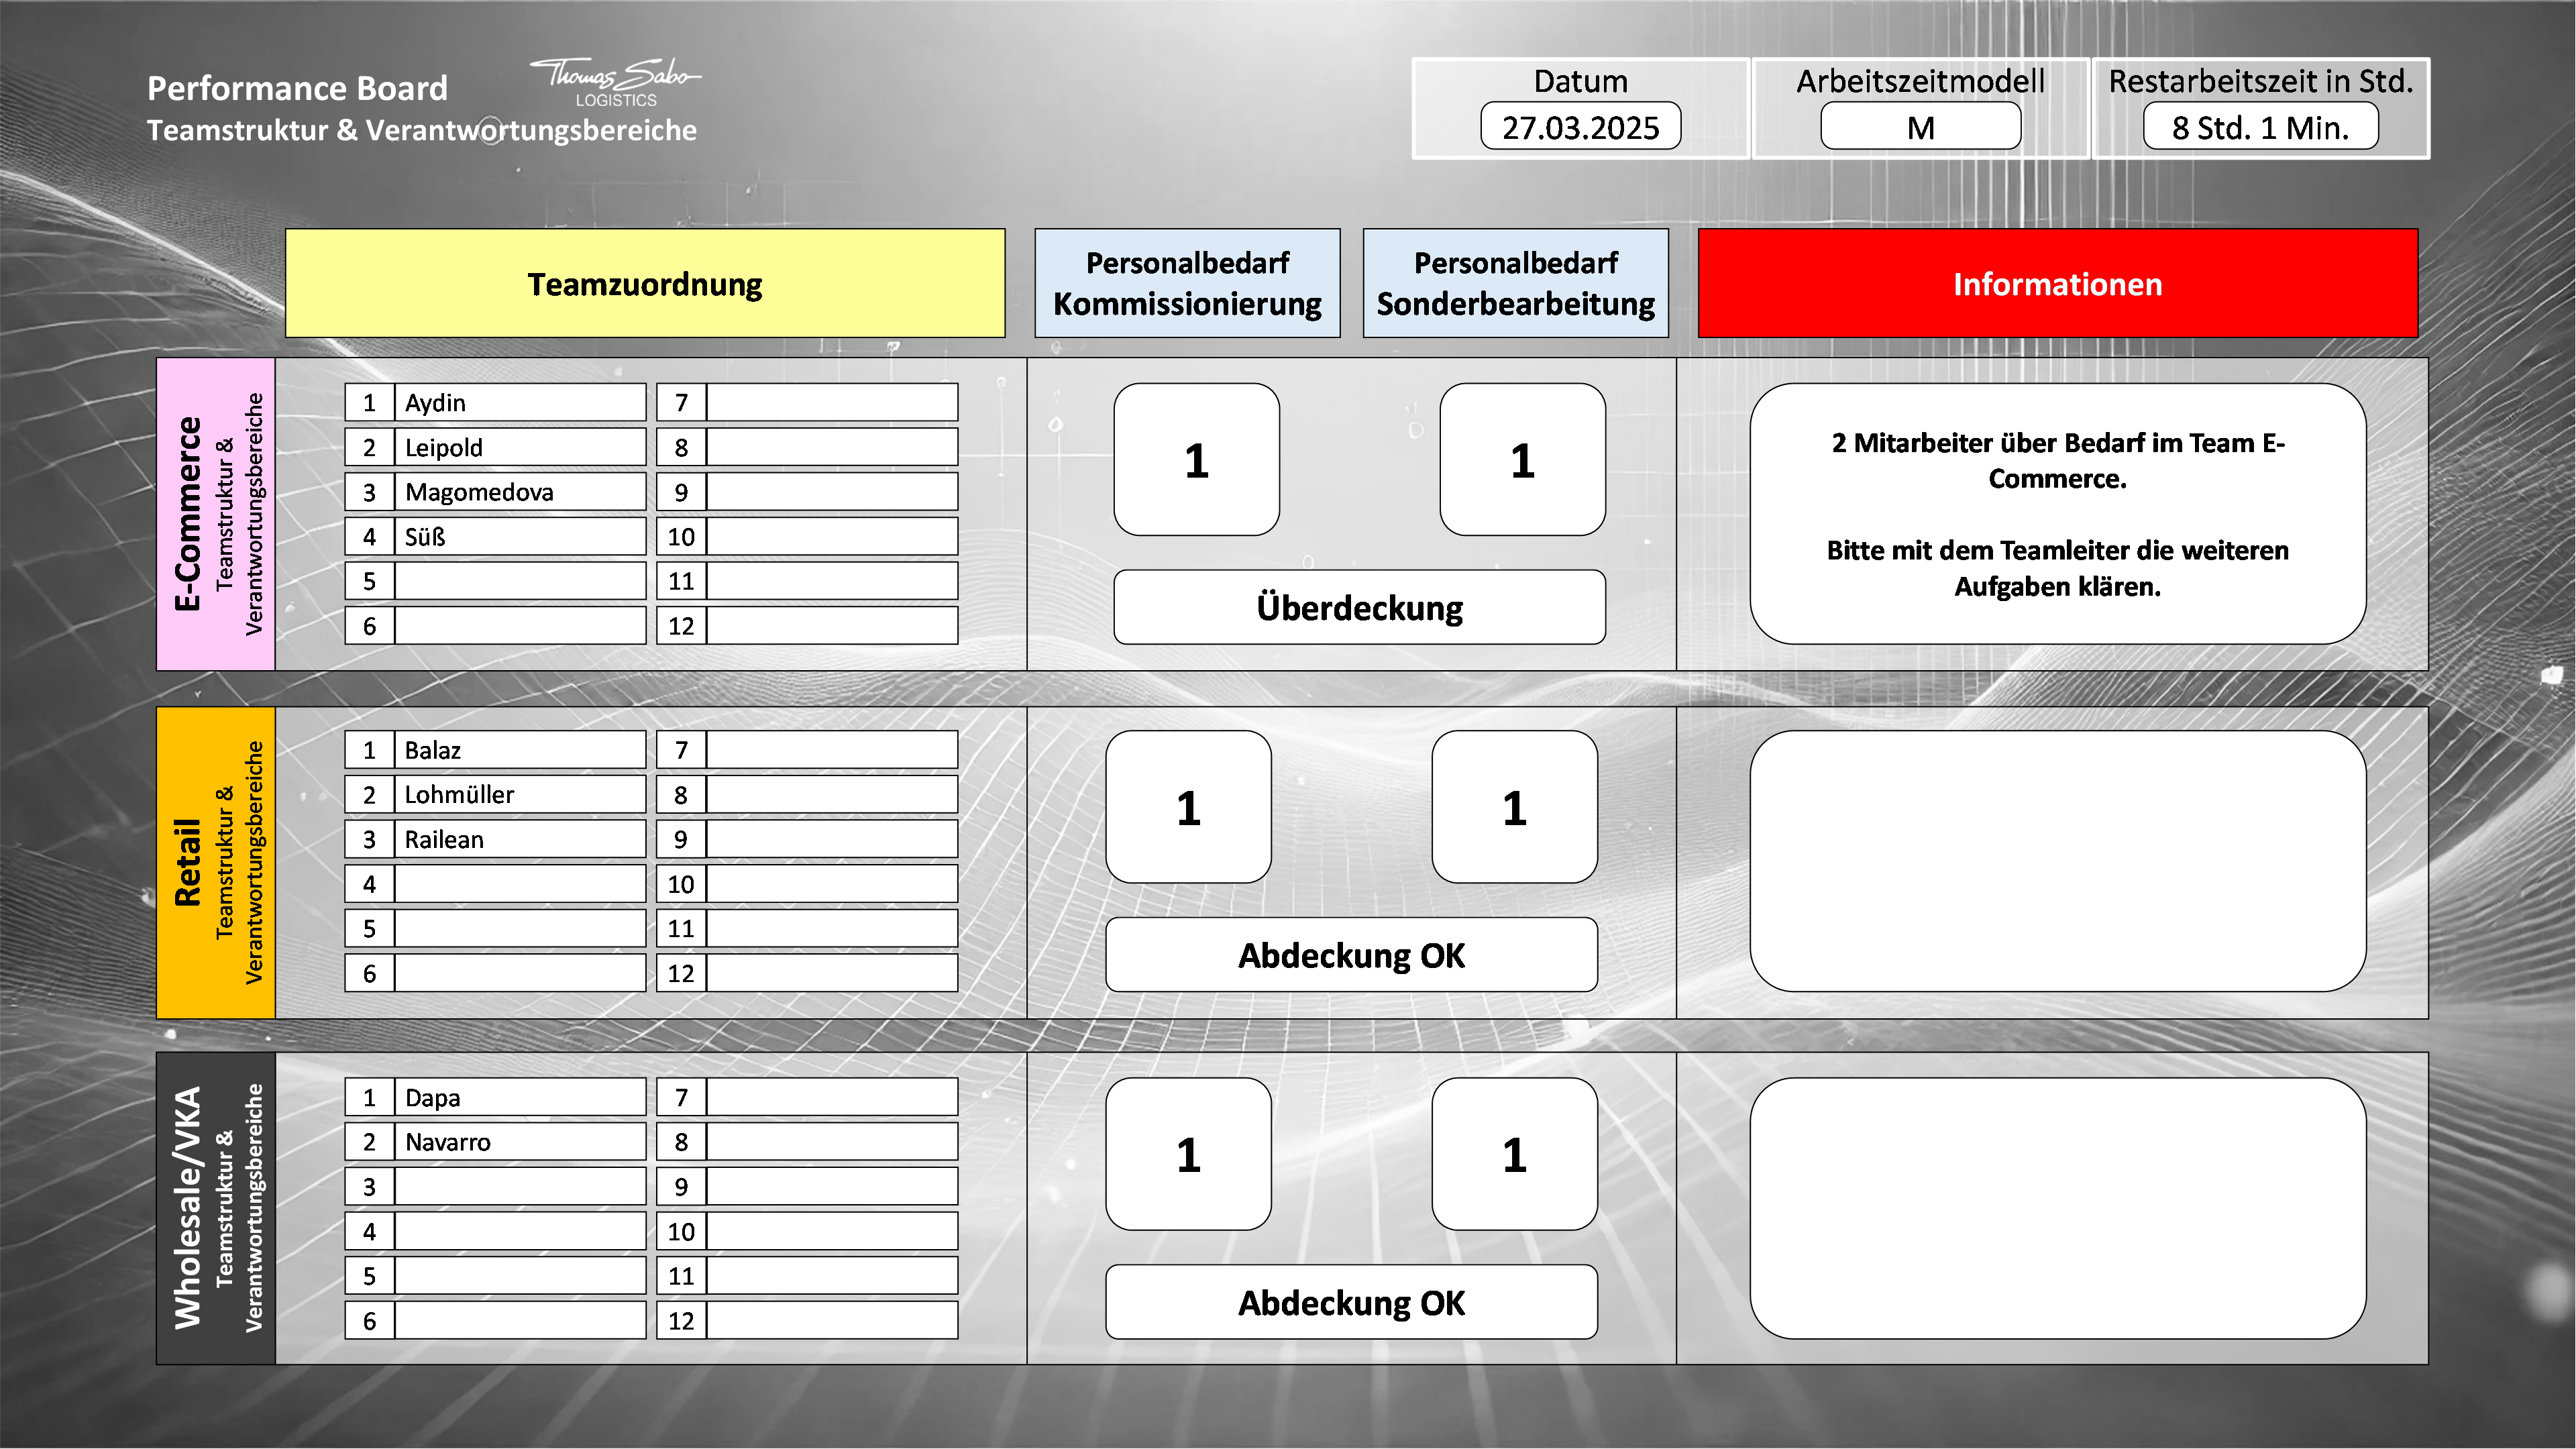 Performance Board
Thomas Sabo
LOGISTICS
Teamstruktur & Verantwortungsbereiche
Datum
27.03.2025
Arbeitszeitmodell
M
Restarbeitszeit in Std.
8 Std. 1 Min.
Teamzuordnung
Personalbedarf
Kommissionierung
Personalbedarf
Sonderbearbeitung
Informationen
E-Commerce
Teamstruktur &
Verantwortungsbereiche
1 Aydin
2 Leipold
3 Magomedova
4 Süß
5
6
7
8
9
10
11
12
1
1
Überdeckung
2 Mitarbeiter über Bedarf im Team E-
Commerce.
Bitte mit dem Teamleiter die weiteren
Aufgaben klären.
Retail
Teamstruktur &
Verantwortungsbereiche
1 Balaz
2 Lohmüller
3 Railean
4
5
6
7
8
9
10
11
12
1
1
Abdeckung OK
Wholesale/VKA
Teamstruktur &
Verantwortungsbereiche
1 Dapa
2 Navarro
3
4
5
6
7
8
9
10
11
12
1
1
Abdeckung OK